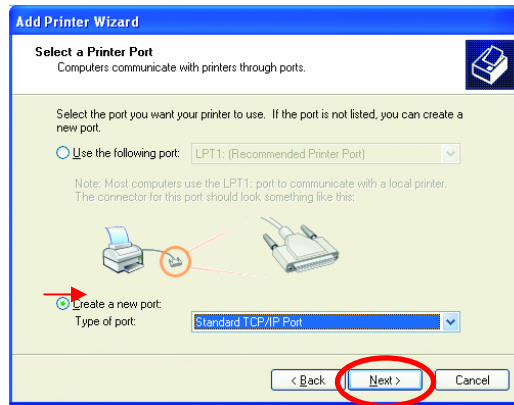 Add Printer Wizard
Select a Printer Port
Computers communicate with printers through ports.
Select the port you want your printer to use. If the port is not listed, you can create a
new port.
Use the following port: LPT1: (Recommended Printer Port)
Note: Most computers use the LPT1: port to communicate with a local printer.
The connector for this port should look something like this:
Create a new port:
Type of port: Standard TCP/IP Port
< Back Next > Cancel